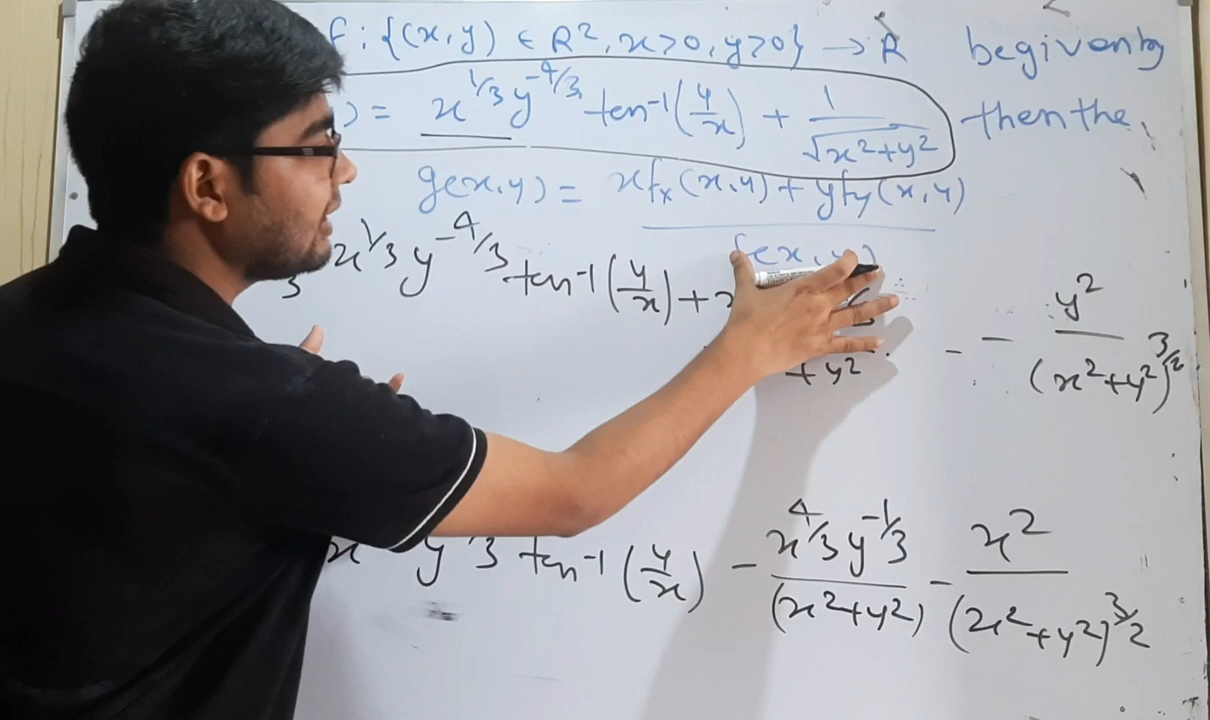 f : {(x,y) ∈ R², x>0, y>0} → R be given by
) = x^{1/3} y^{-4/3} tan⁻¹(y/x) + 1/√(x²+y²) then the
g(x,y) = (x f_x(x,y) + y f_y(x,y)) / f(x,y)
3 x^{1/3} y^{-4/3} tan⁻¹(y/x) + + y² - - y²/(x²+y²)^{3/2}
x y 3 tan⁻¹(y/x) - x^{4/3} y^{-1/3}/(x²+y²) - x²/(x²+y²)^{3/2}